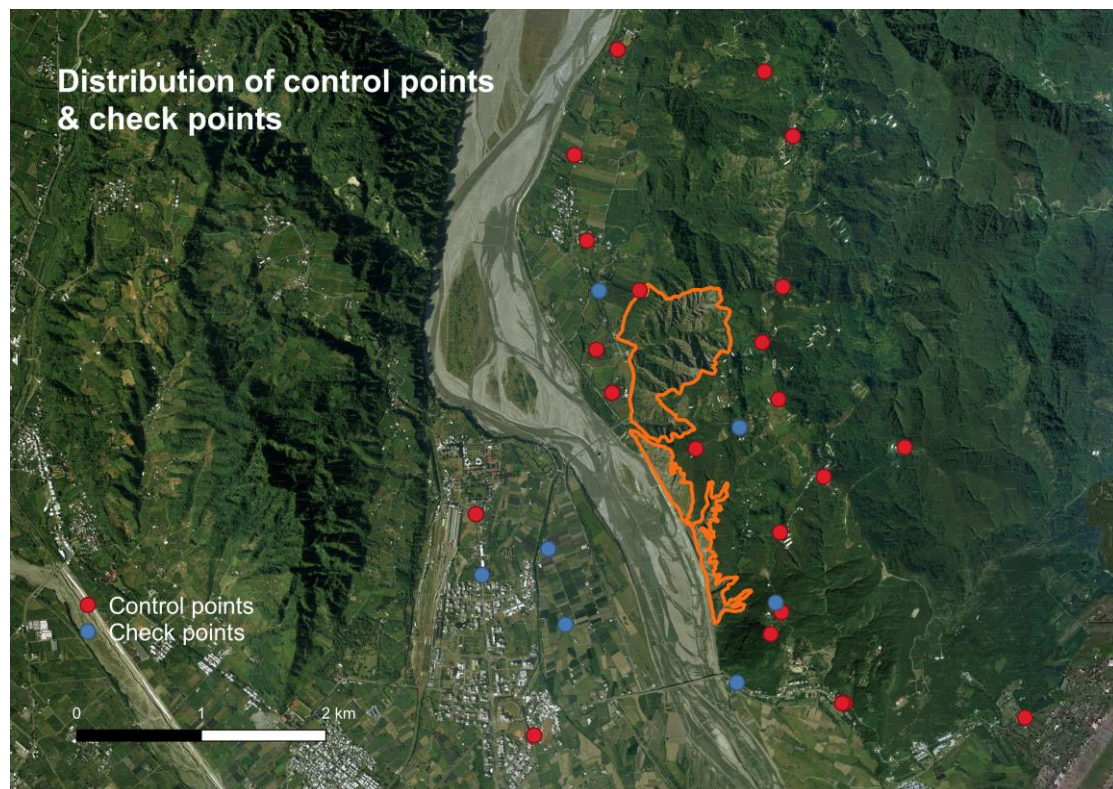 Distribution of control points
& check points
Control points
Check points
0 1 2 km